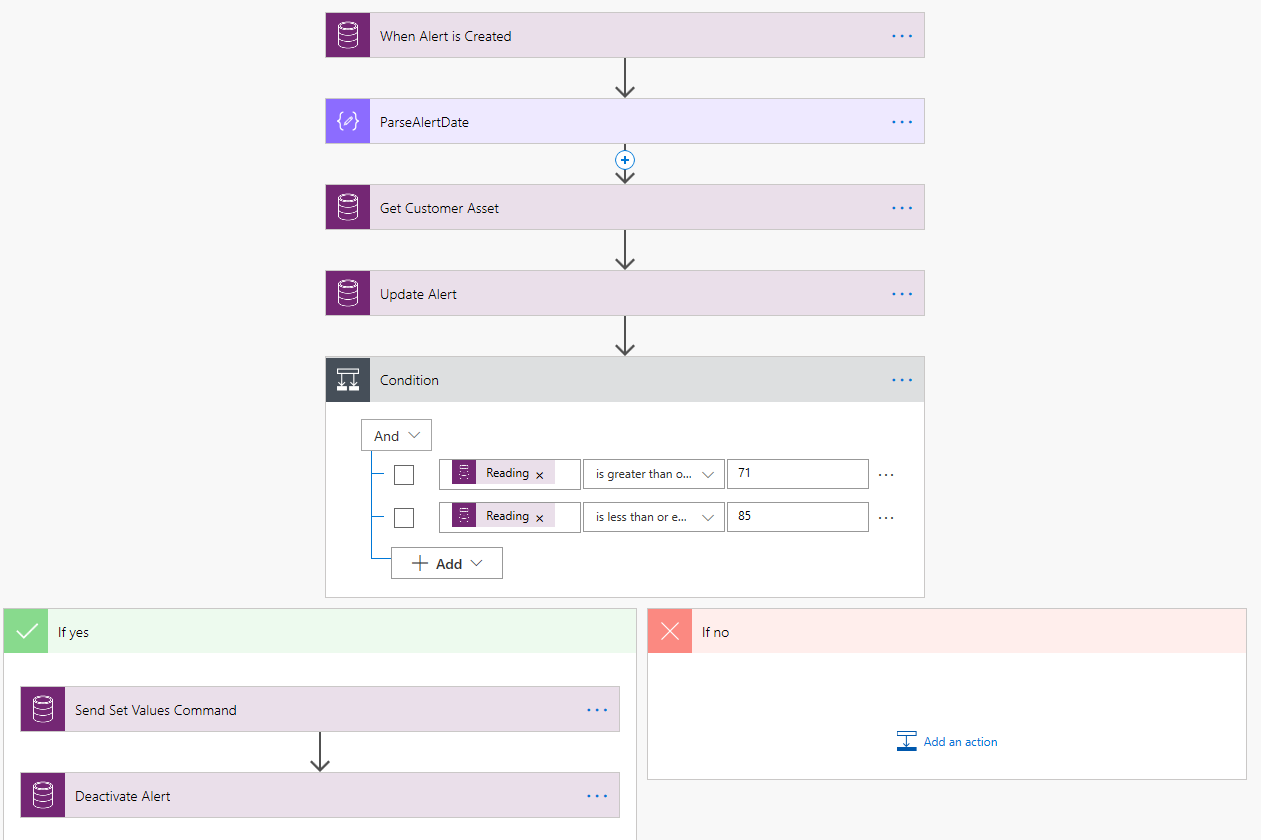 When Alert is Created
ParseAlertDate
Get Customer Asset
Update Alert
Condition
And
Reading is greater than o... 71
Reading is less than or e... 85
Add
If yes
If no
Send Set Values Command
Add an action
Deactivate Alert